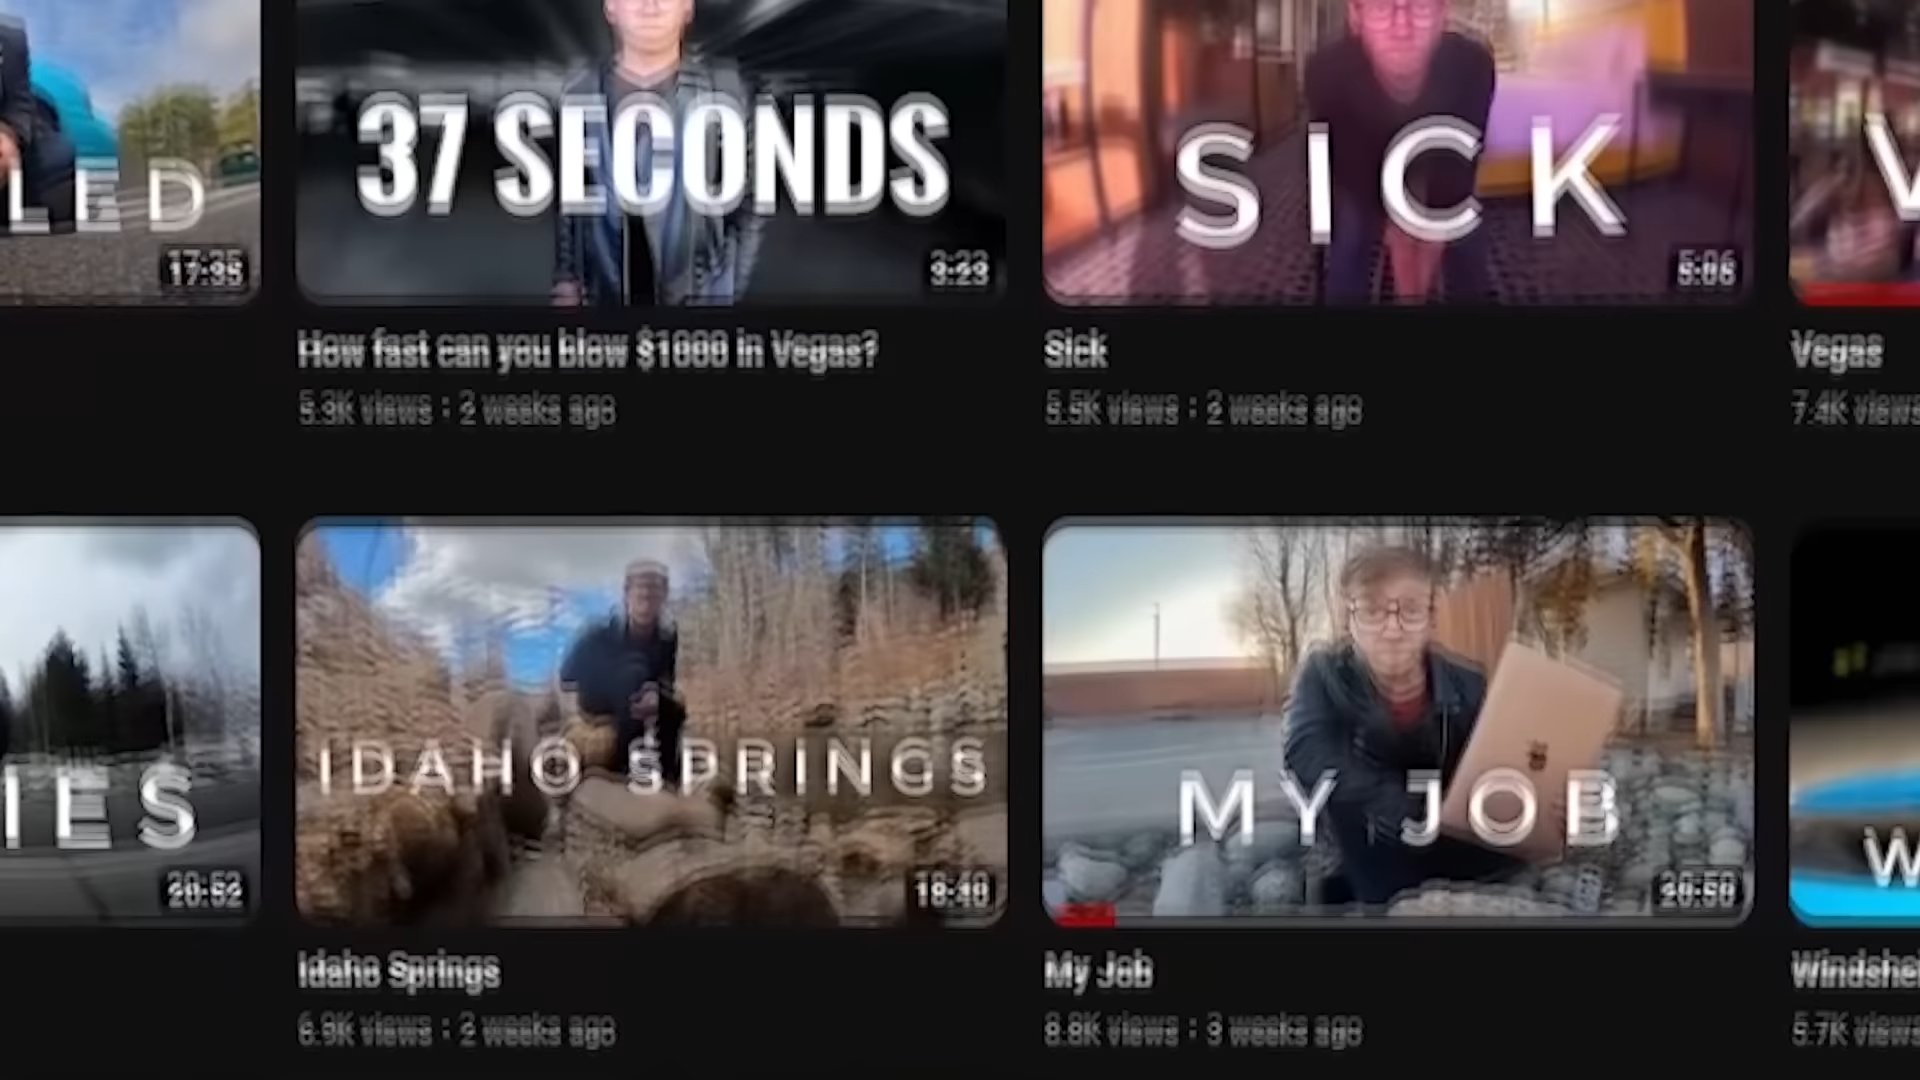 LED
37 SECONDS
SICK
V
17:35
3:23
5:06
How fast can you blow $1000 in Vegas?
Sick
Vegas
5.3K views • 2 weeks ago
5.5K views • 2 weeks ago
7.4K views
IES
IDAHO SPRINGS
MY JOB
W
20:52
18:40
20:50
Idaho Springs
My Job
Windshei
6.9K views • 2 weeks ago
8.8K views • 3 weeks ago
5.7K views